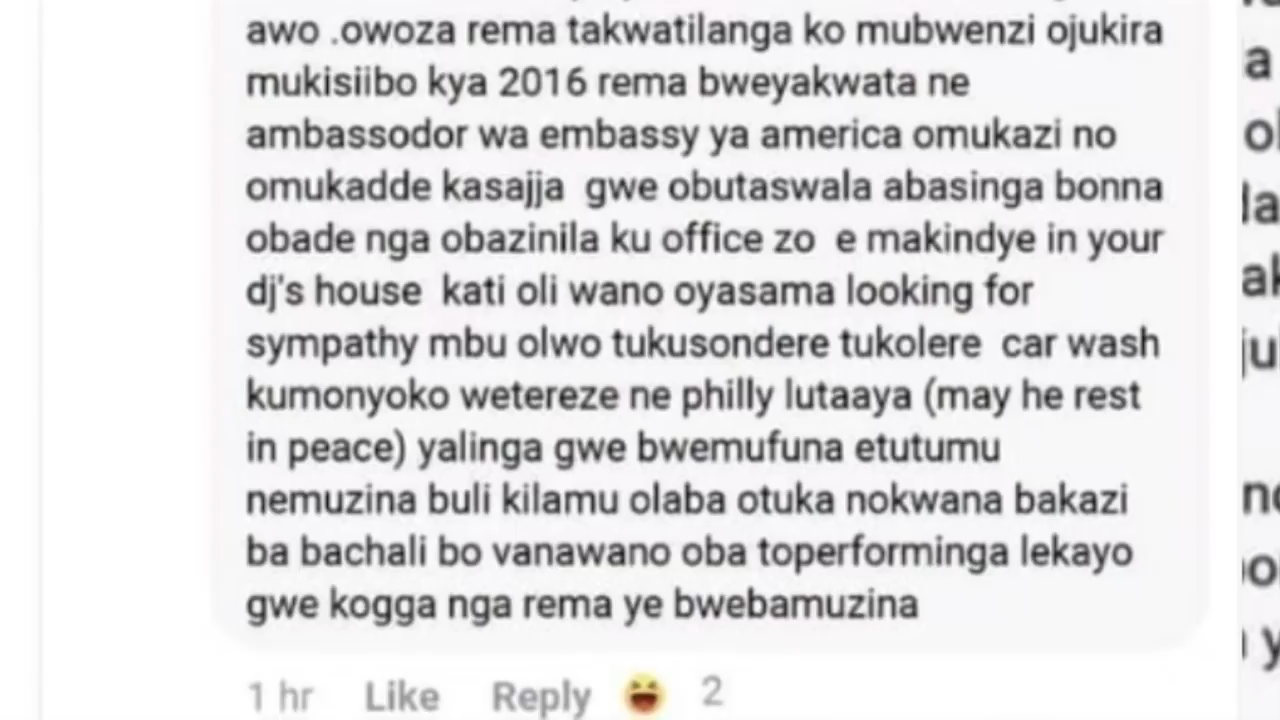 awo .owoza rema takwatilanga ko mubwenzi ojukira
mukisiibo kya 2016 rema bweyakwata ne
ambassodor wa embassy ya america omukazi no
omukadde kasajja gwe obutaswala abasinga bonna
obade nga obazinila ku office zo e makindye in your
dj's house kati oli wano oyasama looking for
sympathy mbu olwo tukusondere tukolere car wash
kumonyoko wetereze ne philly lutaaya (may he rest
in peace) yalinga gwe bwemufuna etutumu
nemuzina buli kilamu olaba otuka nokwana bakazi
ba bachali bo vanawano oba toperforminga lekayo
gwe kogga nga rema ye bwebamuzina
1 hr Like Reply 2